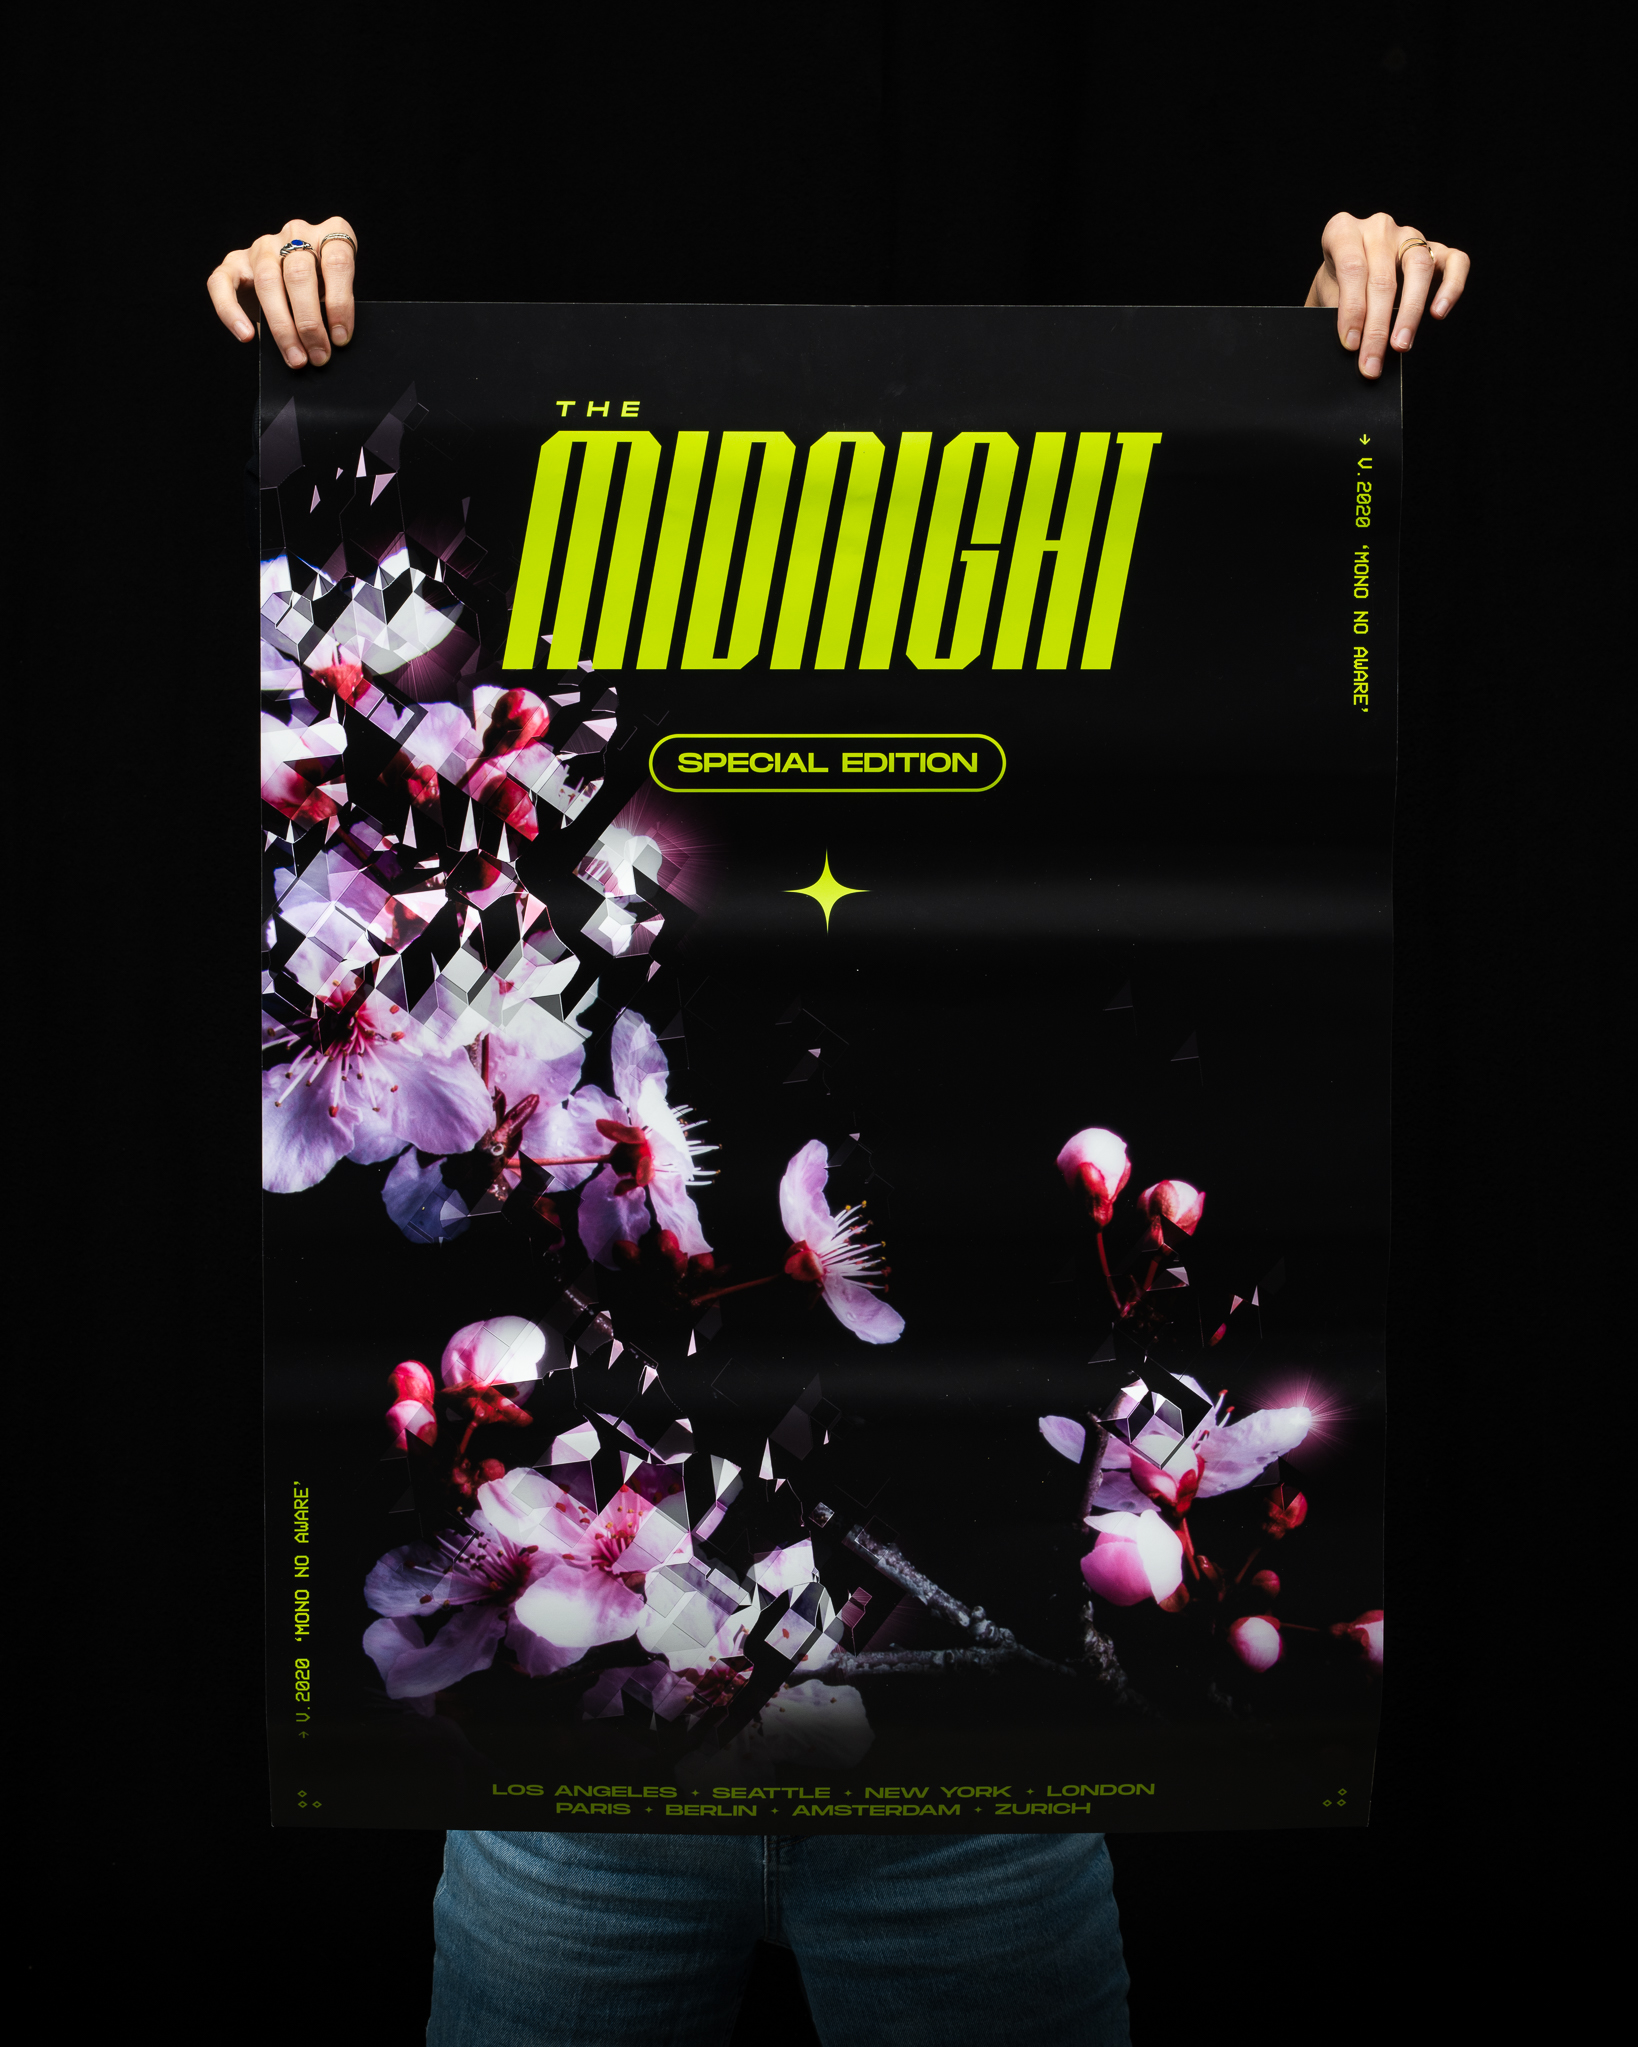 THE
MIDNIGHT
→ V.2020 ‘MONO NO AWARE’
SPECIAL EDITION
→ V.2020 ‘MONO NO AWARE’
LOS ANGELES + SEATTLE + NEW YORK + LONDON
PARIS + BERLIN + AMSTERDAM + ZURICH